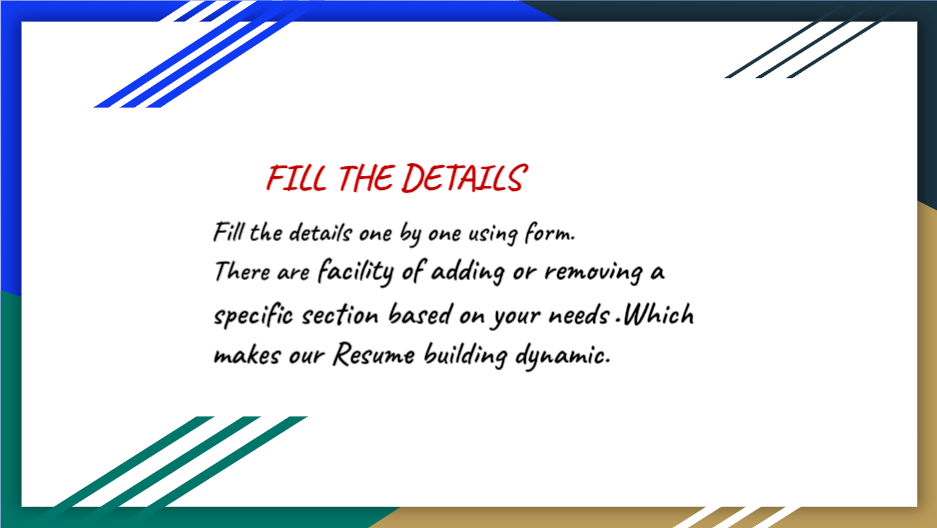 FILL THE DETAILS
Fill the details one by one using form.
There are facility of adding or removing a
specific section based on your needs .Which
makes our Resume building dynamic.